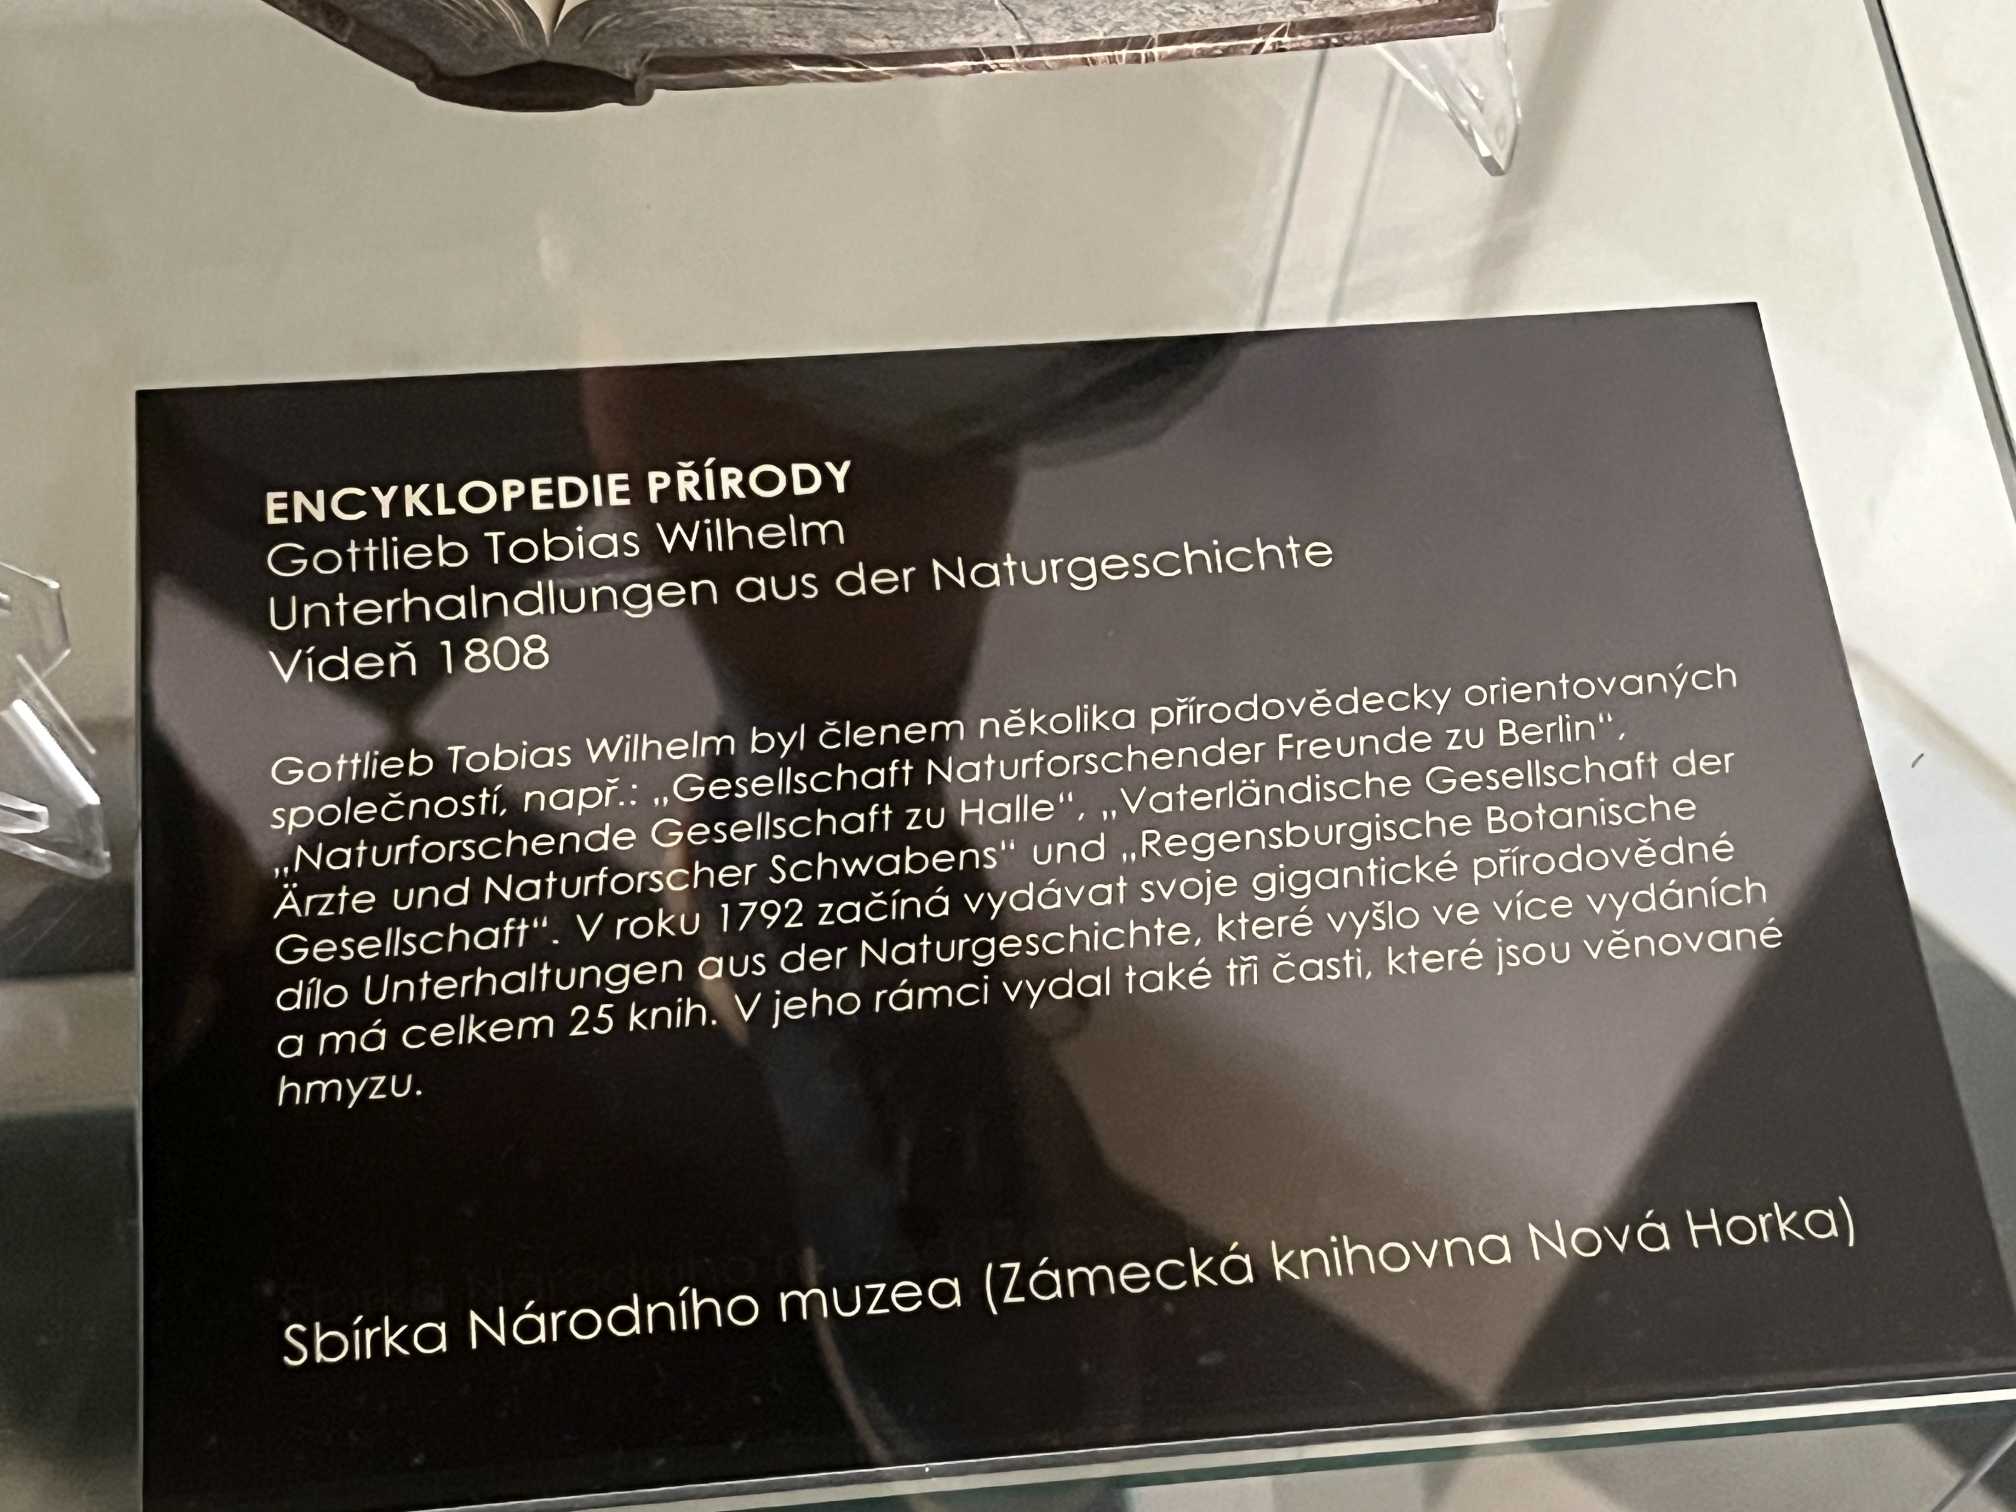 ENCYKLOPEDIE PŘÍRODY
Gottlieb Tobias Wilhelm
Unterhalndlungen aus der Naturgeschichte
Vídeň 1808
Gottlieb Tobias Wilhelm byl členem několika přírodovědecky orientovaných
společností, např.: „Gesellschaft Naturforschender Freunde zu Berlin“,
„Naturforschende Gesellschaft zu Halle“, „Vaterländische Gesellschaft der
Ärzte und Naturforscher Schwabens“ und „Regensburgische Botanische
Gesellschaft“. V roku 1792 začíná vydávat svoje gigantické přírodovědné
dílo Unterhaltungen aus der Naturgeschichte, které vyšlo ve více vydáních
a má celkem 25 knih. V jeho rámci vydal také tři časti, které jsou věnované
hmyzu.
Sbírka Národního muzea (Zámecká knihovna Nová Horka)